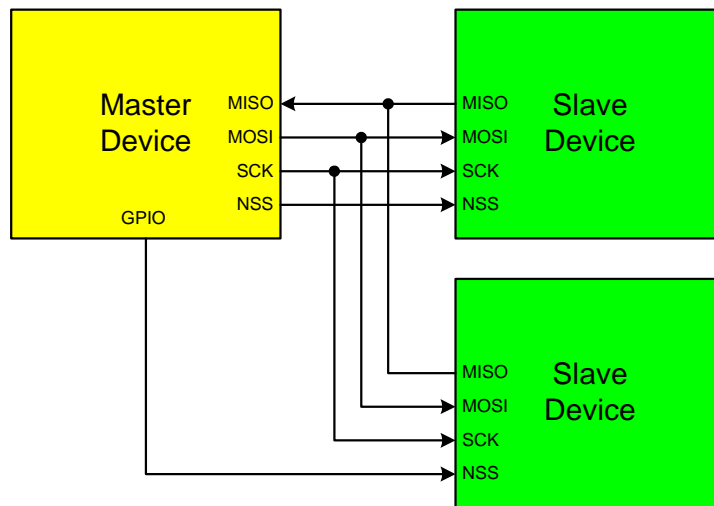 Master
Device
MISO
MOSI
SCK
NSS
GPIO
MISO
MOSI
SCK
NSS
Slave
Device
MISO
MOSI
SCK
NSS
Slave
Device